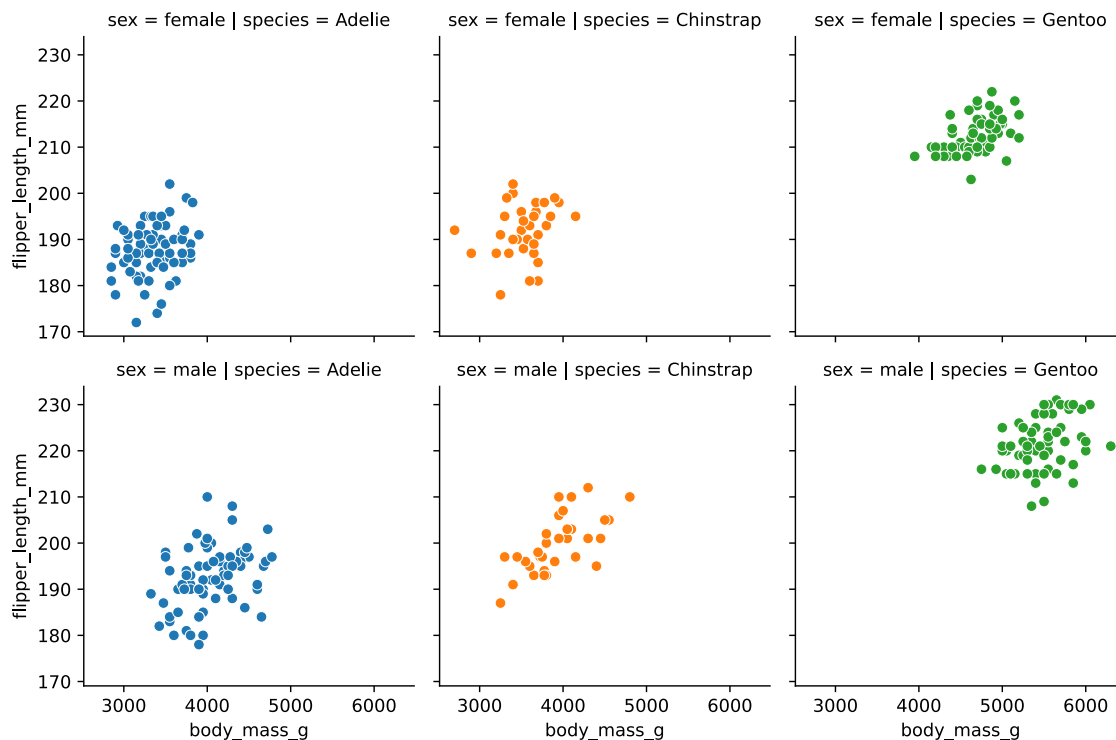 sex = female | species = Adelie
sex = female | species = Chinstrap
sex = female | species = Gentoo
230
220
210
200
190
180
170
flipper_length_mm
sex = male | species = Adelie
sex = male | species = Chinstrap
sex = male | species = Gentoo
230
220
210
200
190
180
170
flipper_length_mm
3000 4000 5000 6000
3000 4000 5000 6000
3000 4000 5000 6000
body_mass_g
body_mass_g
body_mass_g